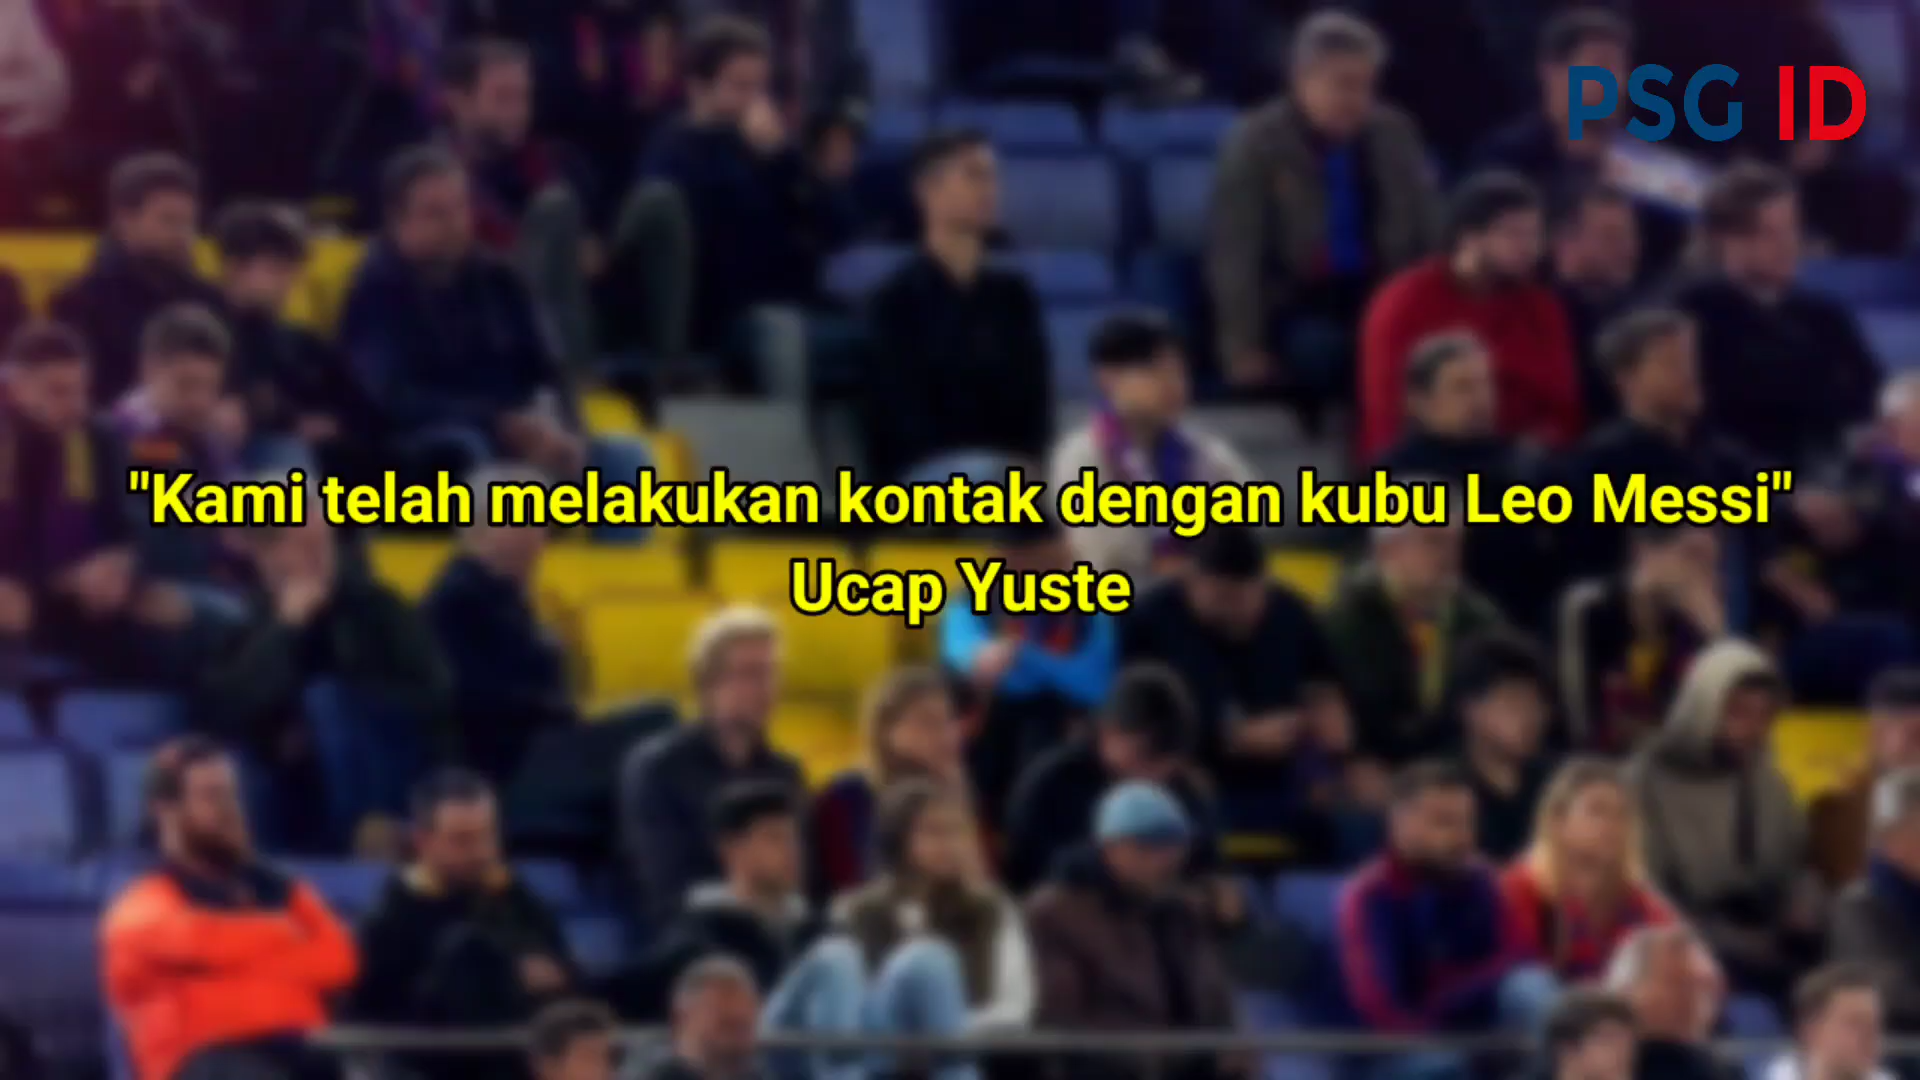 PSG ID
"Kami telah melakukan kontak dengan kubu Leo Messi"
Ucap Yuste